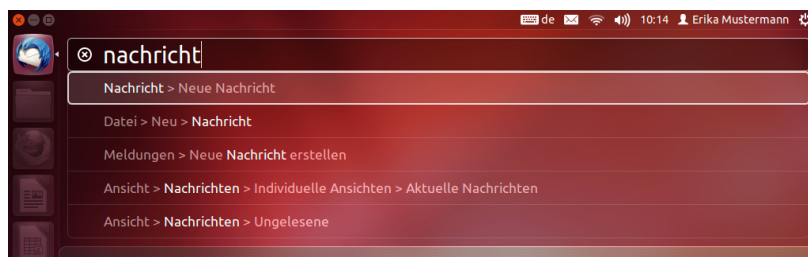 de 10:14 Erika Mustermann
nachricht
Nachricht > Neue Nachricht
Datei > Neu > Nachricht
Meldungen > Neue Nachricht erstellen
Ansicht > Nachrichten > Individuelle Ansichten > Aktuelle Nachrichten
Ansicht > Nachrichten > Ungelesene